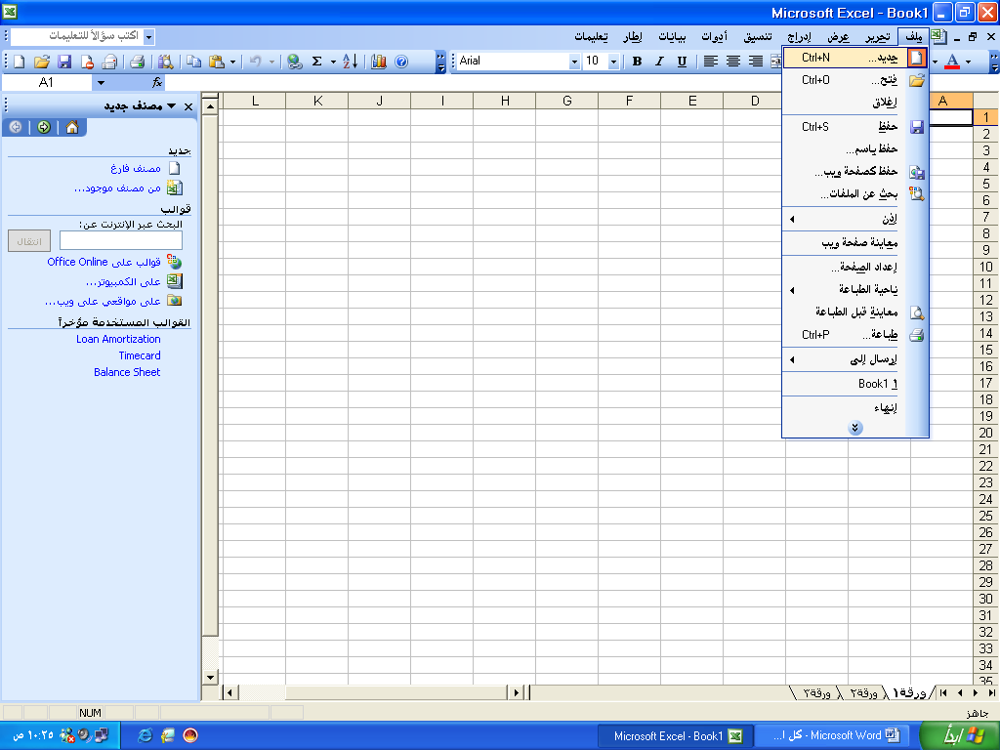 Microsoft Excel - Book1
ملف تحرير عرض إدراج تنسيق أدوات بيانات إطار تعليمات
اكتب سؤالاً للتعليمات
Arial 10 B I U
A1 fx
جديد... Ctrl+N
فتح... Ctrl+O
إغلاق
حفظ Ctrl+S
حفظ باسم...
حفظ كصفحة ويب...
بحث عن الملفات...
إذن
معاينة صفحة ويب
إعداد الصفحة...
ناحية الطباعة
معاينة قبل الطباعة
طباعة... Ctrl+P
إرسال إلى
1 Book1
إنهاء
مصنف جديد
جديد
مصنف فارغ
من مصنف موجود...
قوالب
البحث عبر الإنترنت عن:
انتقال
قوالب على Office Online
على الكمبيوتر...
على مواقعي على ويب...
القوالب المستخدمة مؤخراً
Loan Amortization
Timecard
Balance Sheet
L K J I H G F E D A
1
2
3
4
5
6
7
8
9
10
11
12
13
14
15
16
17
18
19
20
21
22
23
24
25
26
27
28
29
30
31
32
33
34
35
ورقة١ ورقة٢ ورقة٣
جاهز
NUM
ابدأ
Microsoft Word - كل ا...
Microsoft Excel - Book1
١٠:٢٥ ص